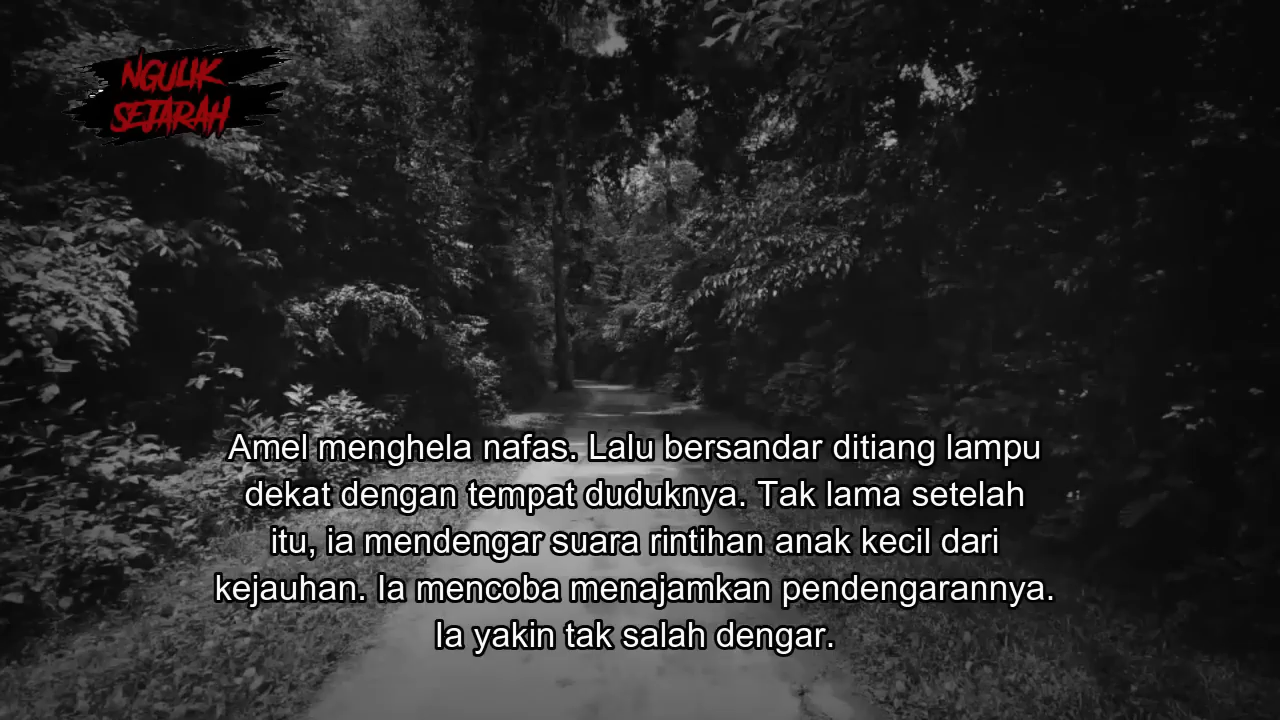 NGULIK
SEJARAH
Amel menghela nafas. Lalu bersandar ditiang lampu
dekat dengan tempat duduknya. Tak lama setelah
itu, ia mendengar suara rintihan anak kecil dari
kejauhan. Ia mencoba menajamkan pendengarannya.
Ia yakin tak salah dengar.